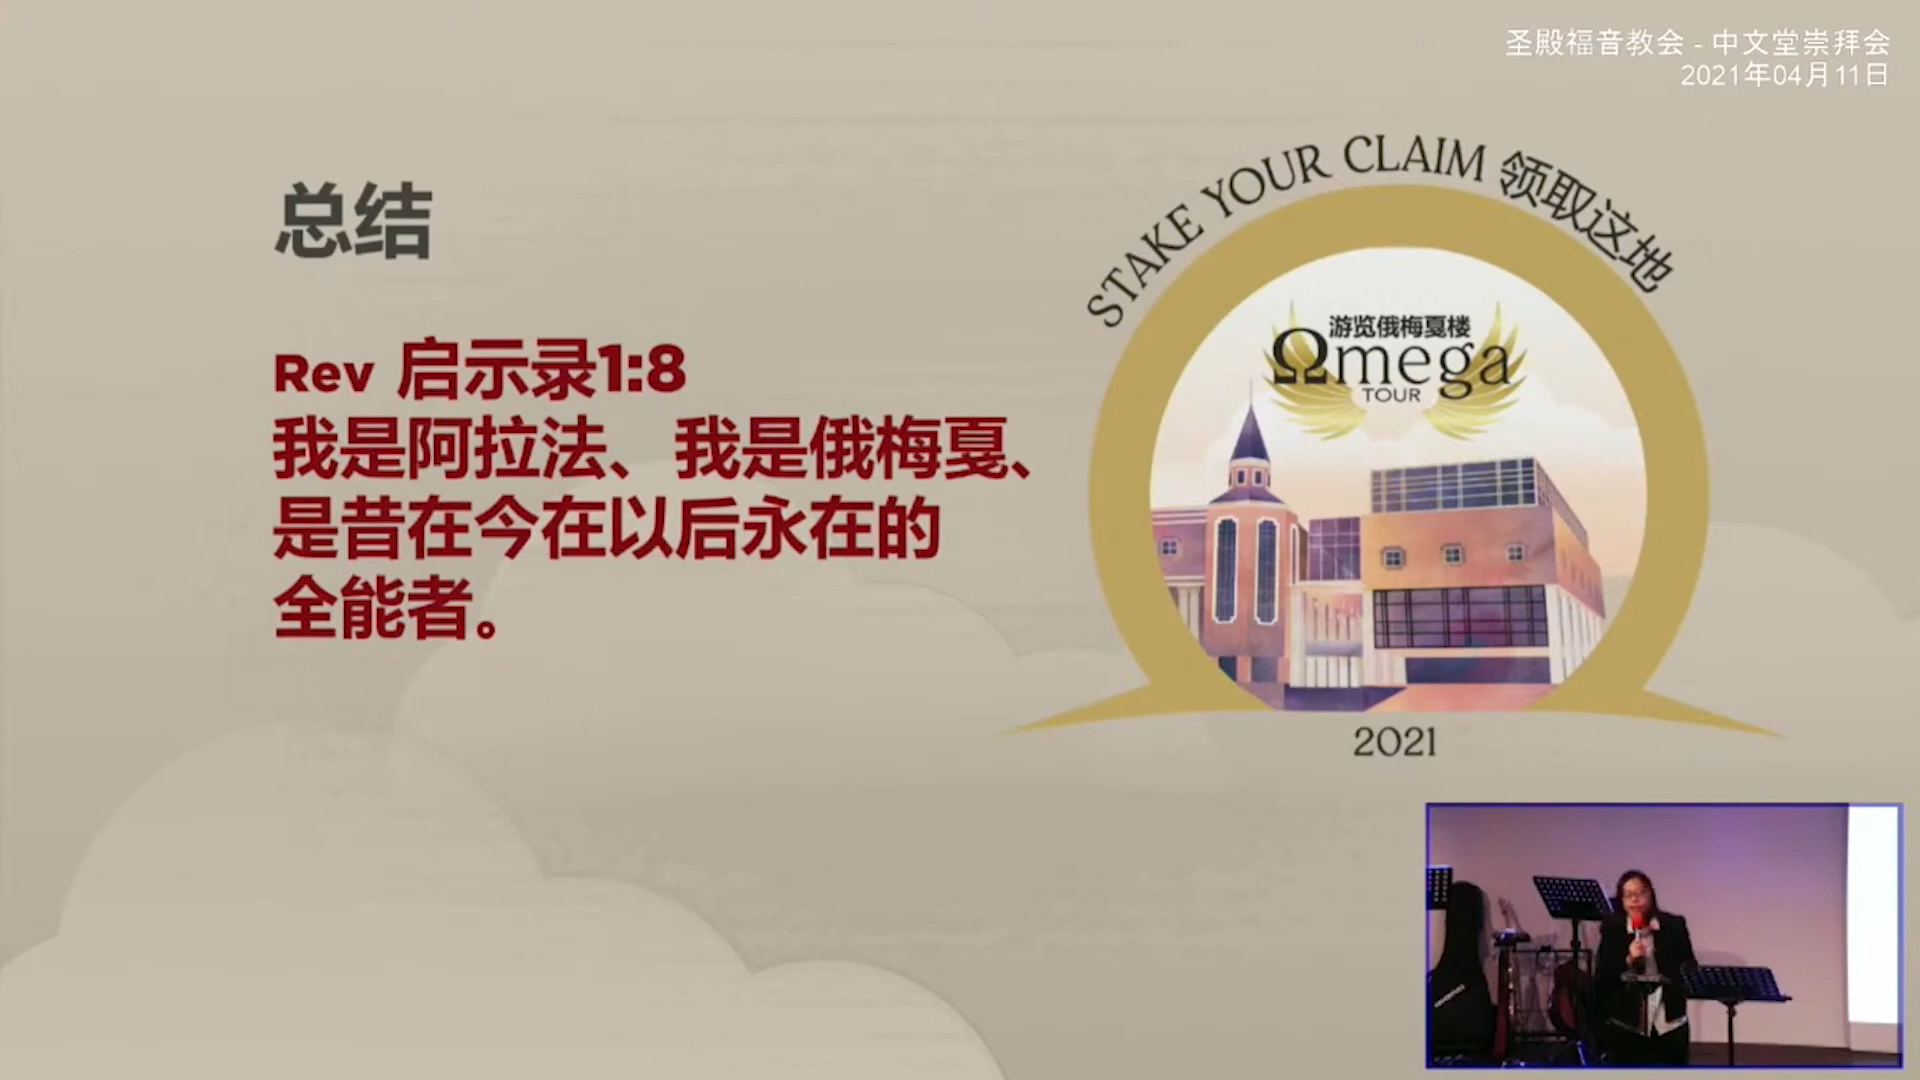 圣殿福音教会 - 中文堂崇拜会
2021年04月11日
总结
Rev 启示录1:8
我是阿拉法、我是俄梅戛、
是昔在今在以后永在的
全能者。
STAKE YOUR CLAIM 领取这地
游览俄梅戛楼
Ωmega
TOUR
2021